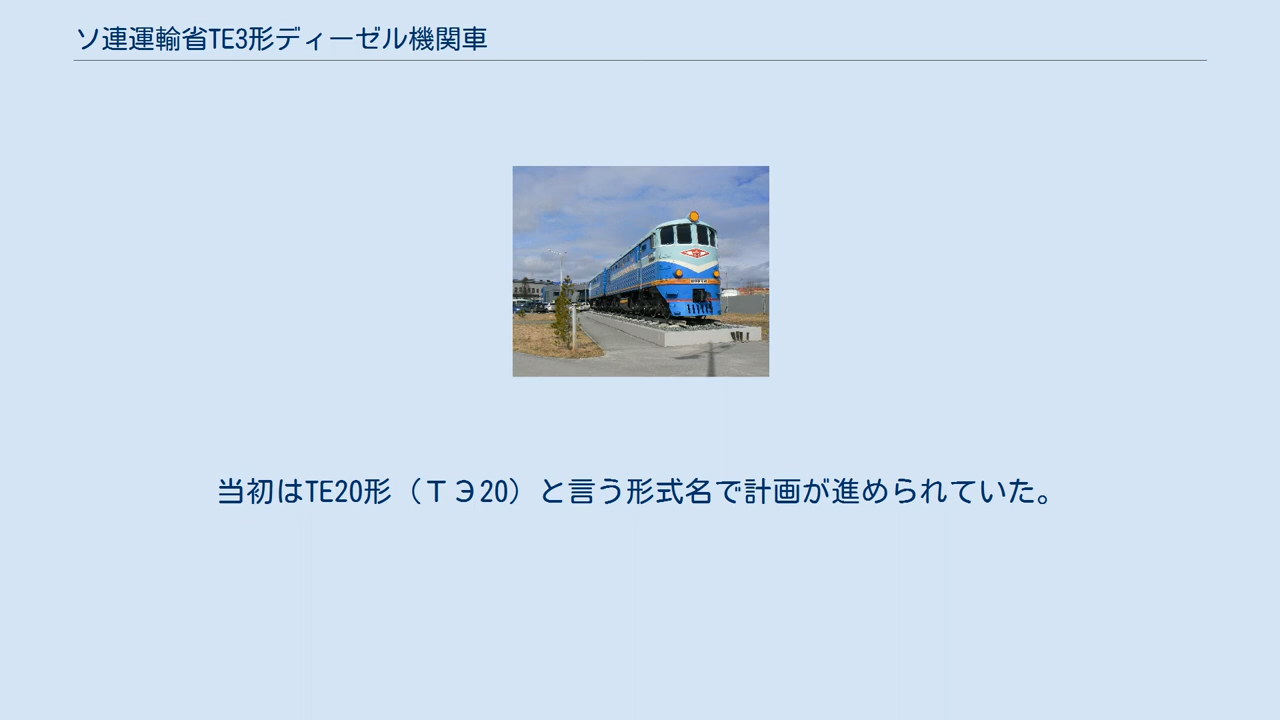 ソ連運輸省TE3形ディーゼル機関車
当初はTE20形（ＴЭ20）と言う形式名で計画が進められていた。